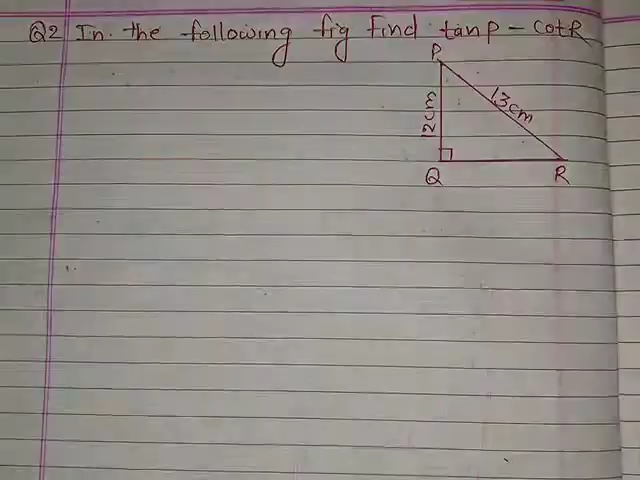 Q2 In. the following fig Find tanP - CotR
P
12cm
13cm
Q
R